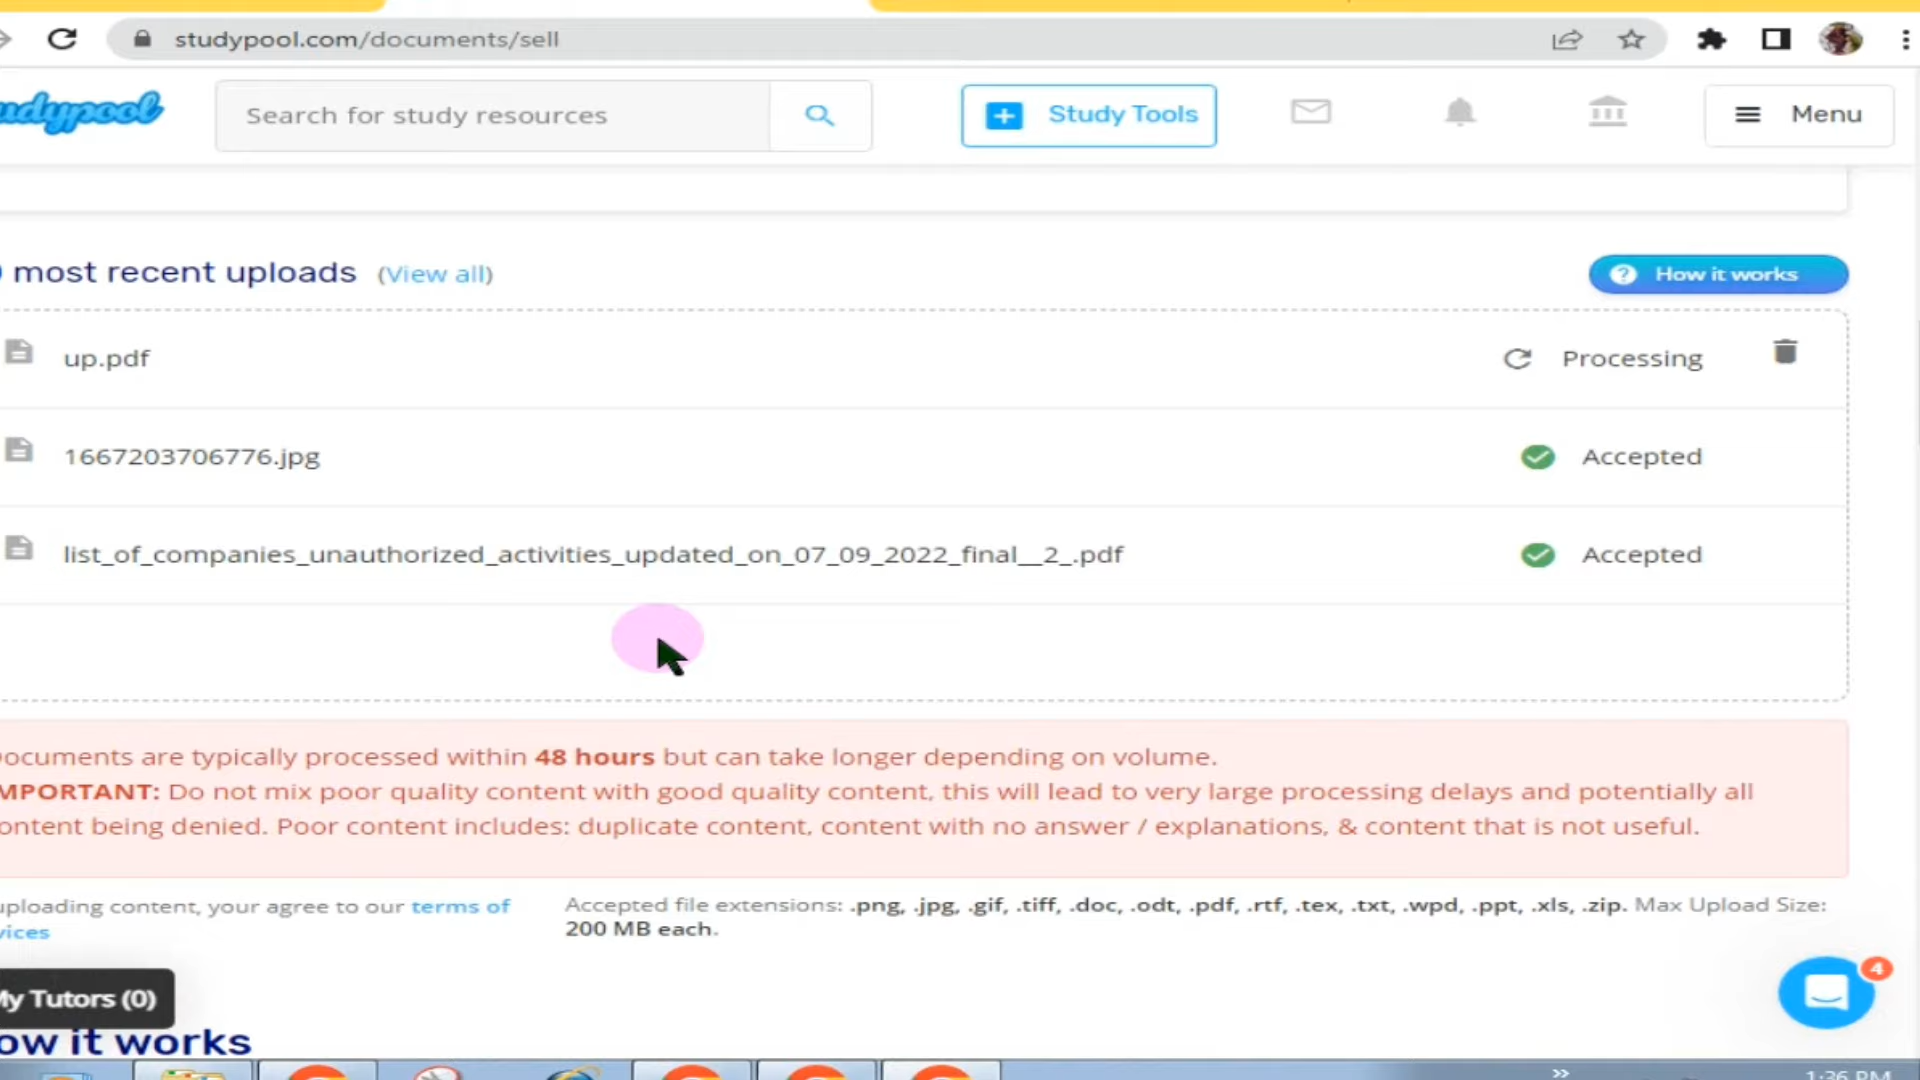 studypool.com/documents/sell
udypool
Search for study resources
Study Tools
Menu
most recent uploads (View all)
How it works
up.pdf
Processing
1667203706776.jpg
Accepted
list_of_companies_unauthorized_activities_updated_on_07_09_2022_final__2_.pdf
Accepted
ocuments are typically processed within 48 hours but can take longer depending on volume.
MPORTANT: Do not mix poor quality content with good quality content, this will lead to very large processing delays and potentially all
ontent being denied. Poor content includes: duplicate content, content with no answer / explanations, & content that is not useful.
uploading content, your agree to our terms of
vices
Accepted file extensions: .png, .jpg, .gif, .tiff, .doc, .odt, .pdf, .rtf, .tex, .txt, .wpd, .ppt, .xls, .zip. Max Upload Size:
200 MB each.
4
My Tutors (0)
ow it works
1:36 PM